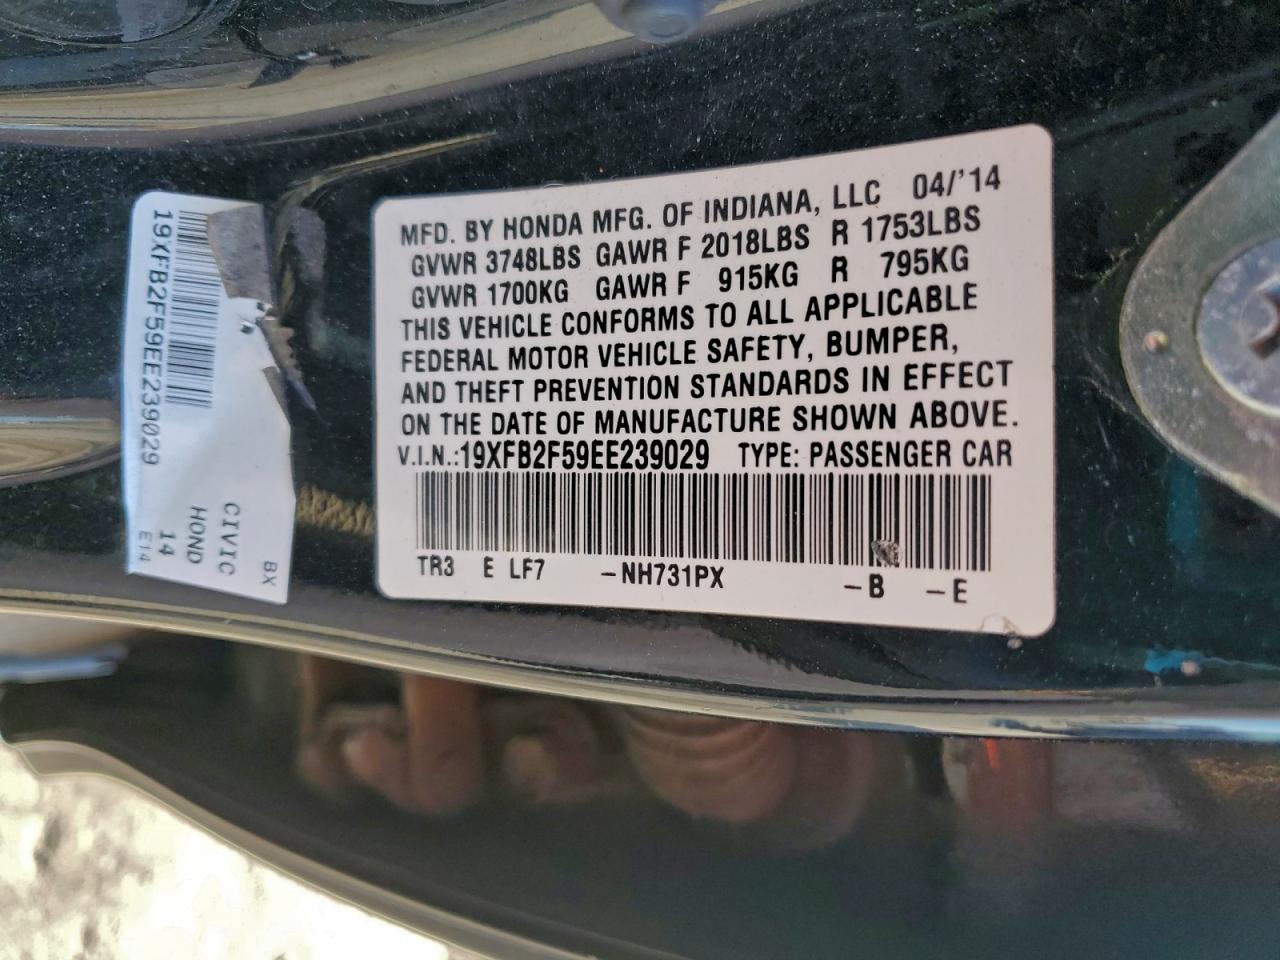 19XFB2F59EE239029
BX
CIVIC
HOND
14
E14
MFD. BY HONDA MFG. OF INDIANA, LLC 04/'14
GVWR 3748LBS GAWR F 2018LBS R 1753LBS
GVWR 1700KG GAWR F 915KG R 795KG
THIS VEHICLE CONFORMS TO ALL APPLICABLE
FEDERAL MOTOR VEHICLE SAFETY, BUMPER,
AND THEFT PREVENTION STANDARDS IN EFFECT
ON THE DATE OF MANUFACTURE SHOWN ABOVE.
V.I.N.:19XFB2F59EE239029 TYPE: PASSENGER CAR
TR3 E LF7 -NH731PX -B -E